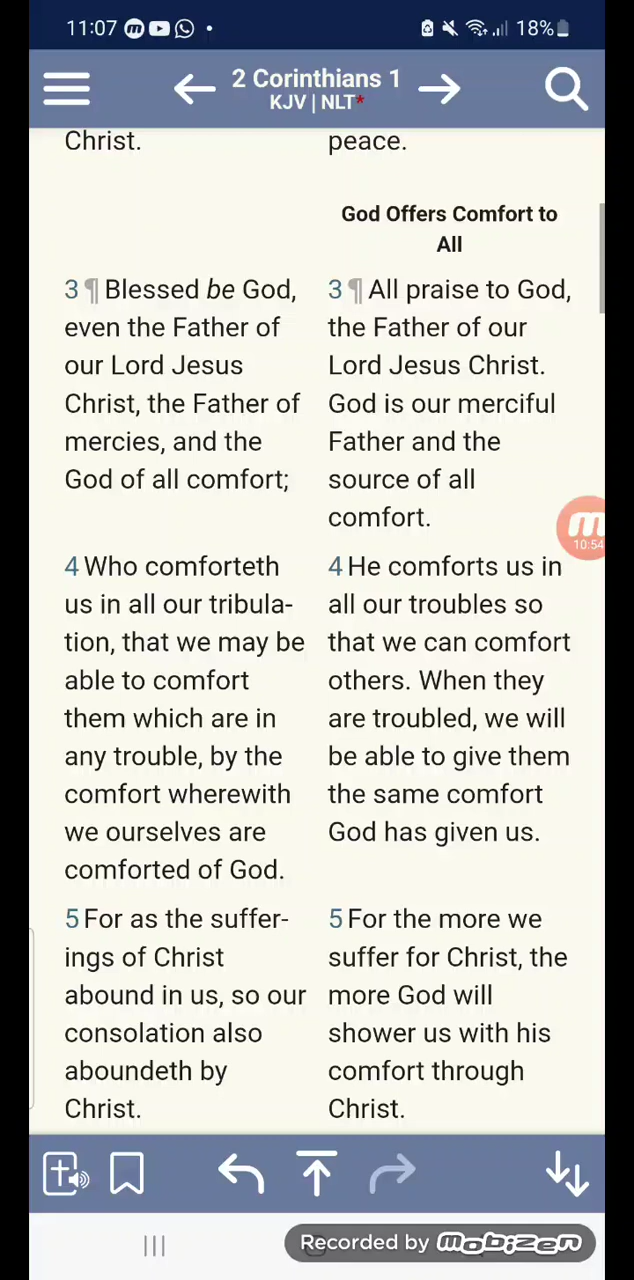 11:07 18%
2 Corinthians 1
KJV | NLT*
Christ.
3 ¶ Blessed be God,
even the Father of
our Lord Jesus
Christ, the Father of
mercies, and the
God of all comfort;
4 Who comforteth
us in all our tribula-
tion, that we may be
able to comfort
them which are in
any trouble, by the
comfort wherewith
we ourselves are
comforted of God.
5 For as the suffer-
ings of Christ
abound in us, so our
consolation also
aboundeth by
Christ.
peace.
God Offers Comfort to
All
3 ¶ All praise to God,
the Father of our
Lord Jesus Christ.
God is our merciful
Father and the
source of all
comfort.
4 He comforts us in
all our troubles so
that we can comfort
others. When they
are troubled, we will
be able to give them
the same comfort
God has given us.
5 For the more we
suffer for Christ, the
more God will
shower us with his
comfort through
Christ.
m
10:54
Recorded by mobizen